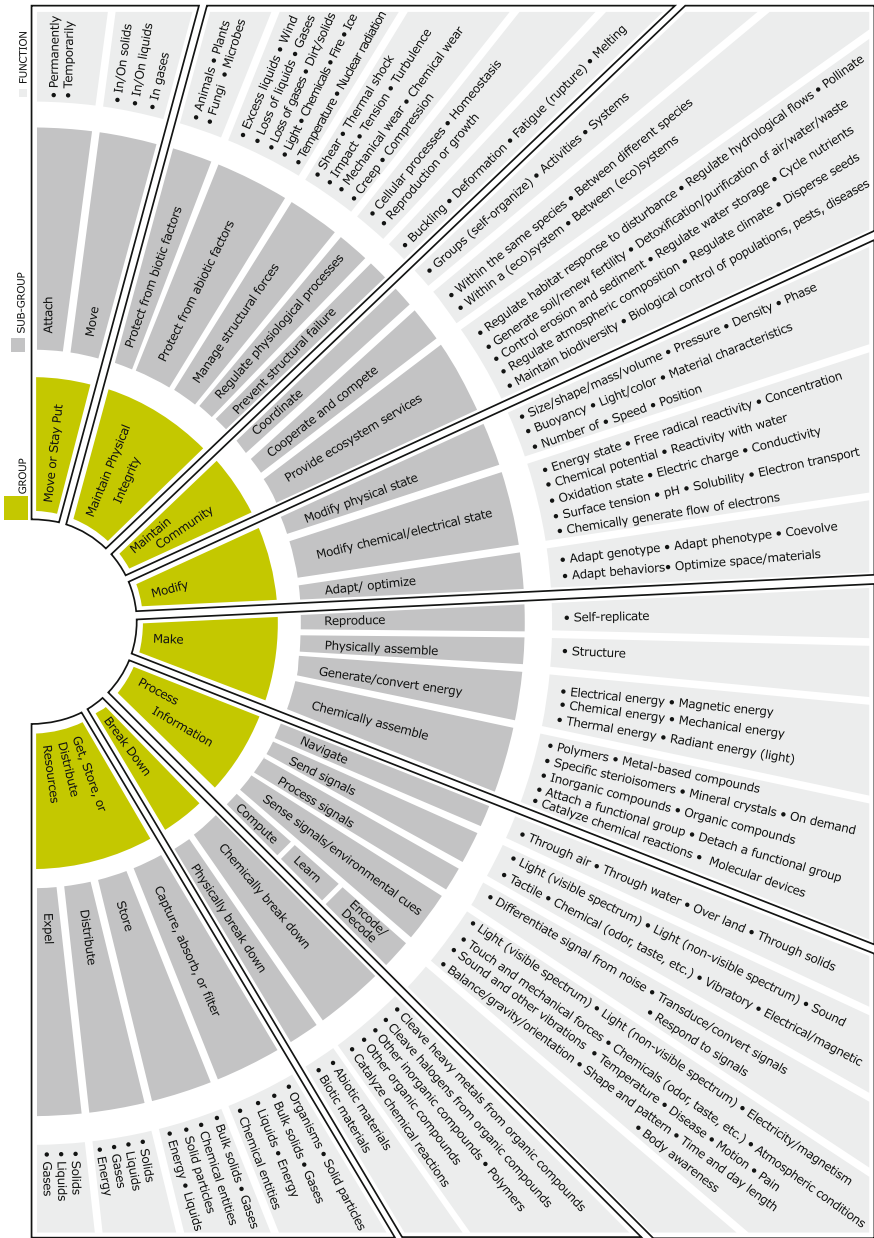 FUNCTION
SUB-GROUP
GROUP
Move or Stay Put
Attach
• Permanently
• Temporarily
Move
• In/On solids
• In/On liquids
• In gases
Maintain Physical
Integrity
Protect from biotic factors
• Animals • Plants
• Fungi • Microbes
Protect from abiotic factors
• Excess liquids • Wind
• Loss of liquids • Gases
• Loss of gases • Dirt/solids
• Light • Chemicals • Fire • Ice
• Temperature • Nuclear radiation
Manage structural forces
• Shear • Thermal shock
• Impact • Tension • Turbulence
• Mechanical wear • Chemical wear
• Creep • Compression
Regulate physiological processes
• Cellular processes • Homeostasis
• Reproduction or growth
Prevent structural failure
• Buckling • Deformation • Fatigue (rupture) • Melting
Maintain
Community
Coordinate
• Groups (self-organize) • Activities • Systems
Cooperate and compete
• Within the same species • Between different species
• Within a (eco)system • Between (eco)systems
Provide ecosystem services
• Regulate habitat response to disturbance • Regulate hydrological flows • Pollinate
• Generate soil/renew fertility • Detoxification/purification of air/water/waste
• Control erosion and sediment • Regulate water storage • Cycle nutrients
• Regulate atmospheric composition • Regulate climate • Disperse seeds
• Maintain biodiversity • Biological control of populations, pests, diseases
Modify
Modify physical state
• Size/shape/mass/volume • Pressure • Density • Phase
• Buoyancy • Light/color • Material characteristics
• Number of • Speed • Position
Modify chemical/electrical state
• Energy state • Free radical reactivity • Concentration
• Chemical potential • Reactivity with water
• Oxidation state • Electric charge • Conductivity
• Surface tension • pH • Solubility • Electron transport
• Chemically generate flow of electrons
Adapt/ optimize
• Adapt genotype • Adapt phenotype • Coevolve
• Adapt behaviors• Optimize space/materials
Make
Reproduce
• Self-replicate
Physically assemble
• Structure
Generate/convert energy
• Electrical energy • Magnetic energy
• Chemical energy • Mechanical energy
• Thermal energy • Radiant energy (light)
Chemically assemble
• Polymers • Metal-based compounds
• Specific sterioisomers • Mineral crystals • On demand
• Inorganic compounds • Organic compounds
• Attach a functional group • Detach a functional group
• Catalyze chemical reactions • Molecular devices
Process
Information
Navigate
• Through air • Through water • Over land • Through solids
Send signals
• Light (visible spectrum) • Light (non-visible spectrum) • Sound
• Tactile • Chemical (odor, taste, etc.) • Vibratory • Electrical/magnetic
Process signals
• Differentiate signal from noise • Transduce/convert signals
• Respond to signals
Sense signals/environmental cues
• Light (visible spectrum) • Light (non-visible spectrum) • Electricity/magnetism
• Touch and mechanical forces • Chemicals (odor, taste, etc.) • Atmospheric conditions
• Sound and other vibrations • Temperature • Disease • Motion • Pain
• Balance/gravity/orientation • Shape and pattern • Time and day length
• Body awareness
Compute
Learn
Encode/
Decode
Break Down
Chemically break down
• Cleave heavy metals from organic compounds
• Cleave halogens from organic compounds
• Other inorganic compounds • Polymers
• Other organic compounds
• Catalyze chemical reactions
Physically break down
• Abiotic materials
• Biotic materials
Get, Store, or
Distribute
Resources
Capture, absorb, or filter
• Organisms • Solid particles
• Bulk solids • Gases
• Liquids • Energy
• Chemical entities
Store
• Bulk solids • Gases
• Chemical entities
• Solid particles
• Energy • Liquids
Distribute
• Solids
• Liquids
• Gases
• Energy
Expel
• Solids
• Liquids
• Gases